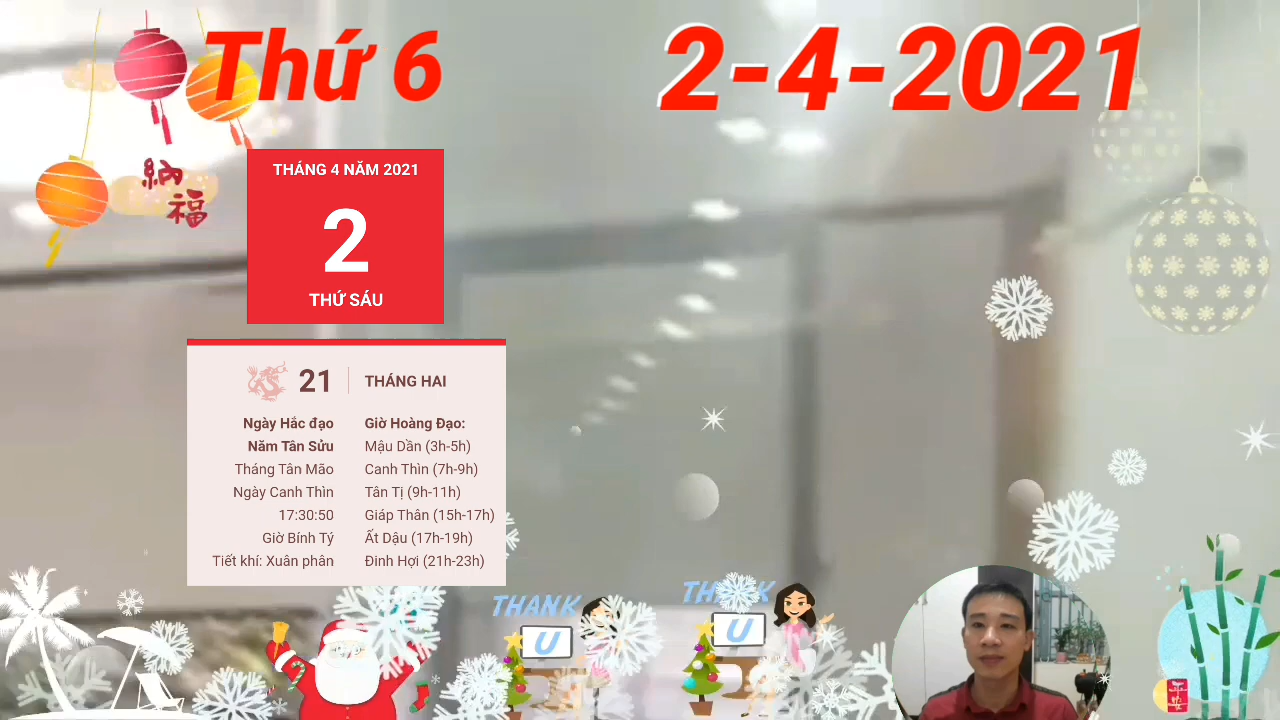 Thứ 6
2-4-2021
納
福
THÁNG 4 NĂM 2021
2
THỨ SÁU
21
THÁNG HAI
Ngày Hắc đạo
Năm Tân Sửu
Tháng Tân Mão
Ngày Canh Thìn
17:30:50
Giờ Bính Tý
Tiết khí: Xuân phân
Giờ Hoàng Đạo:
Mậu Dần (3h-5h)
Canh Thìn (7h-9h)
Tân Tị (9h-11h)
Giáp Thân (15h-17h)
Ất Dậu (17h-19h)
Đinh Hợi (21h-23h)
THANK
U
THANK
U